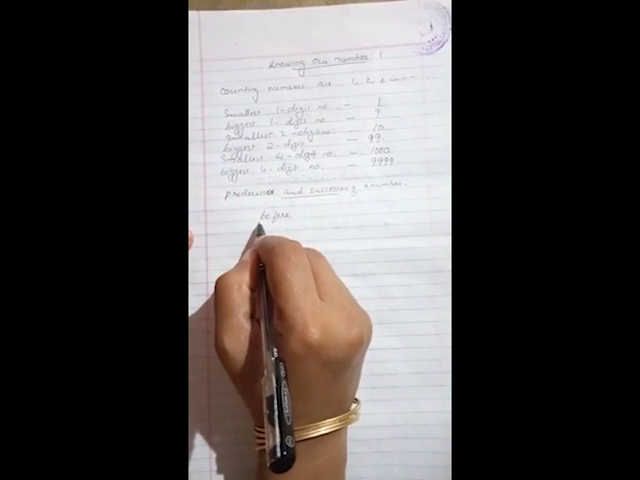 Knowing our number: 1
Counting numbers are 1, 2, 3
Smallest 1-digit no. - 1
biggest 1-digit no. - 9
Smallest 2-digit no. - 10
biggest 2-digit - 99
Smallest 4-digit no. - 1000
biggest 4-digit no. - 9999
and successor of a number.
before